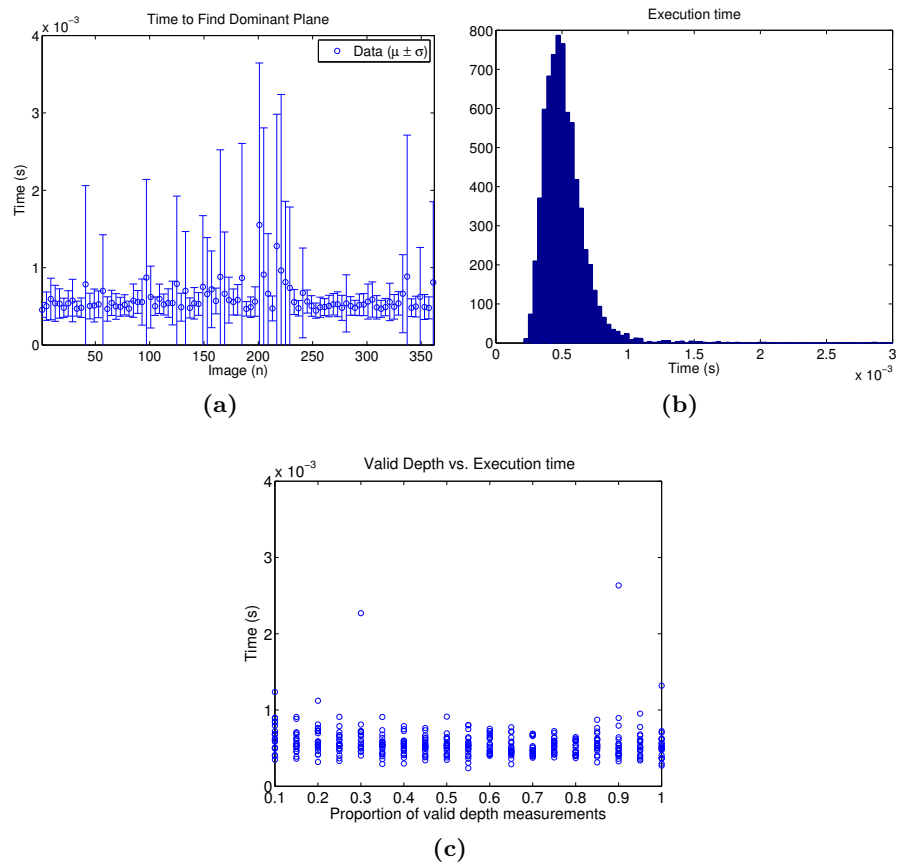 Time to Find Dominant Plane
x 10⁻³
Data (μ ± σ)
4
3
2
1
0
Time (s)
50 100 150 200 250 300 350
Image (n)
(a)
Execution time
800
700
600
500
400
300
200
100
0
0 0.5 1 1.5 2 2.5 3
Time (s)
x 10⁻³
(b)
Valid Depth vs. Execution time
x 10⁻³
4
3
2
1
0
Time (s)
0.1 0.2 0.3 0.4 0.5 0.6 0.7 0.8 0.9 1
Proportion of valid depth measurements
(c)